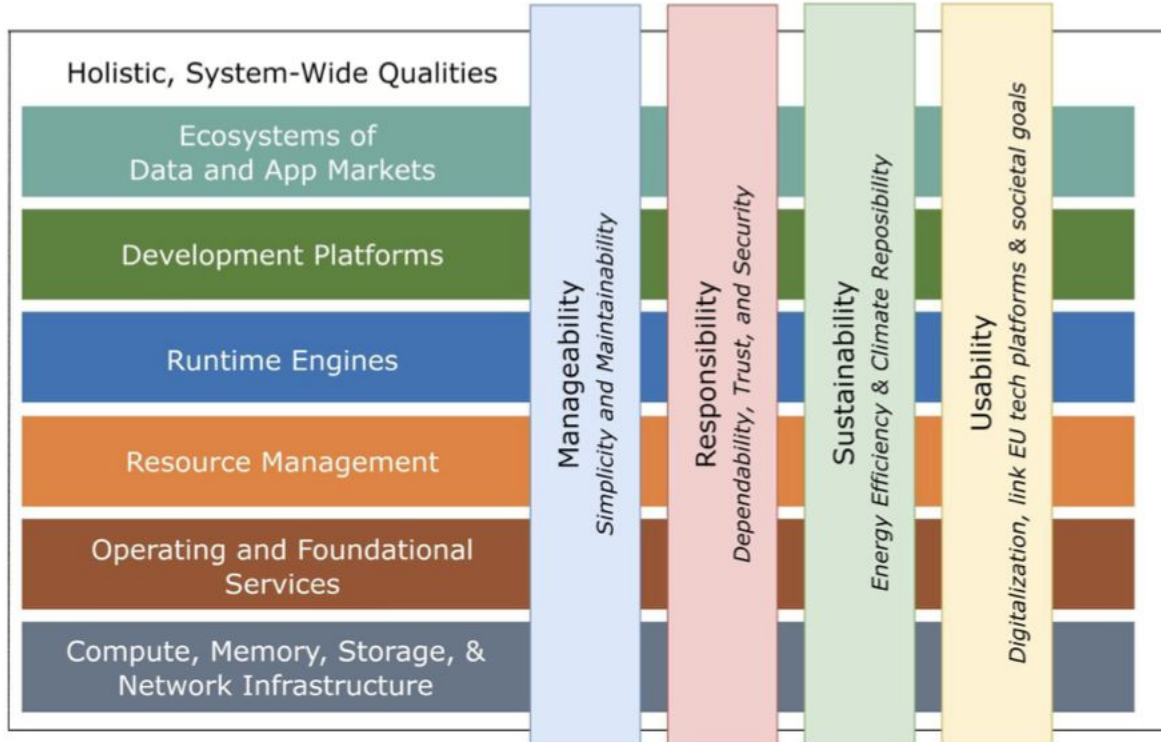 Holistic, System-Wide Qualities
Ecosystems of
Data and App Markets
Development Platforms
Runtime Engines
Resource Management
Operating and Foundational
Services
Compute, Memory, Storage, &
Network Infrastructure
Manageability
Simplicity and Maintainability
Responsibility
Dependability, Trust, and Security
Sustainability
Energy Efficiency & Climate Reposibility
Usability
Digitalization, link EU tech platforms & societal goals